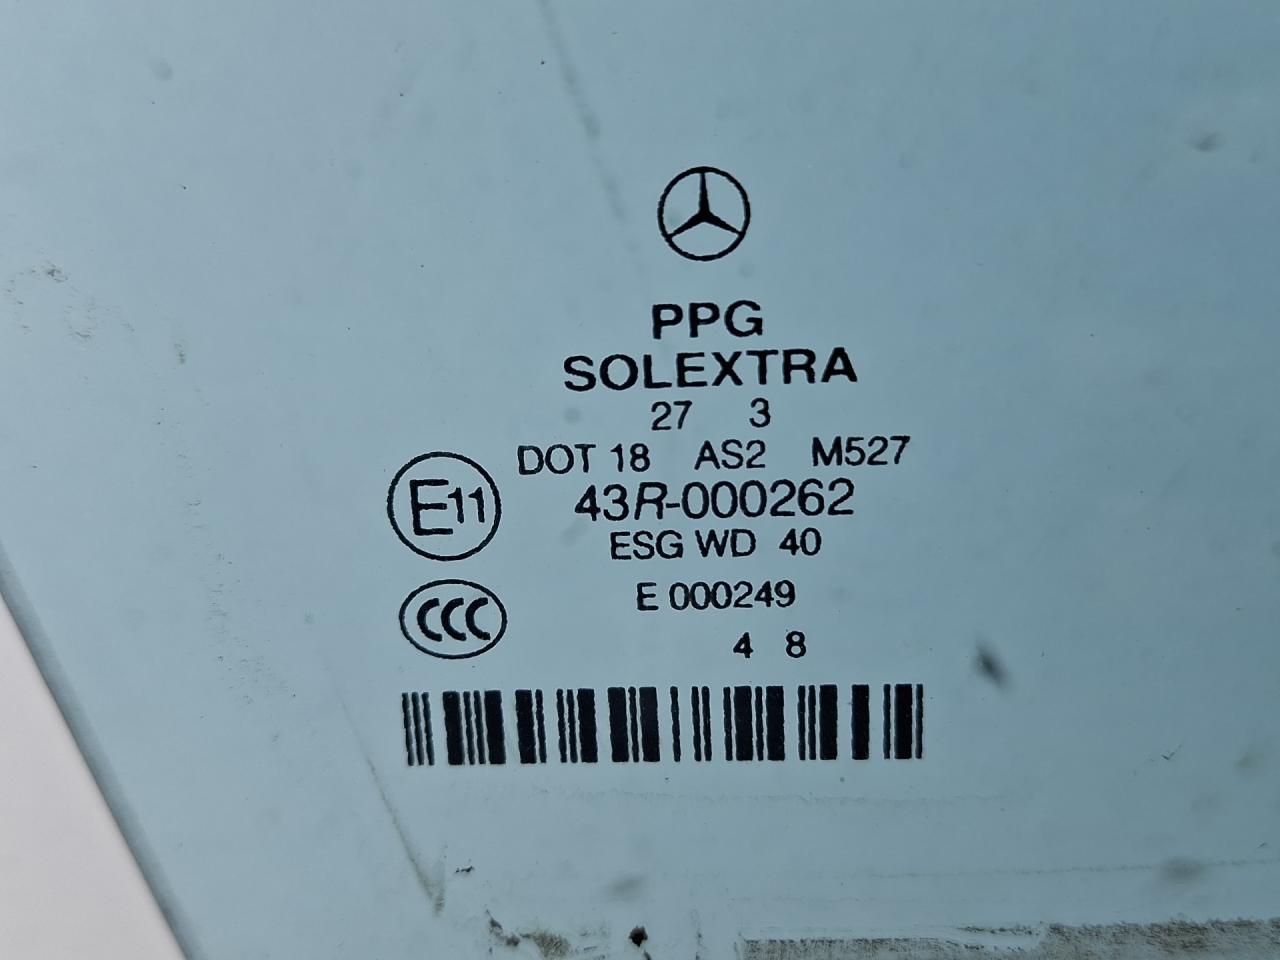 PPG
SOLEXTRA
27 3
DOT 18 AS2 M527
E11 43R-000262
ESG WD 40
CCC E 000249
4 8